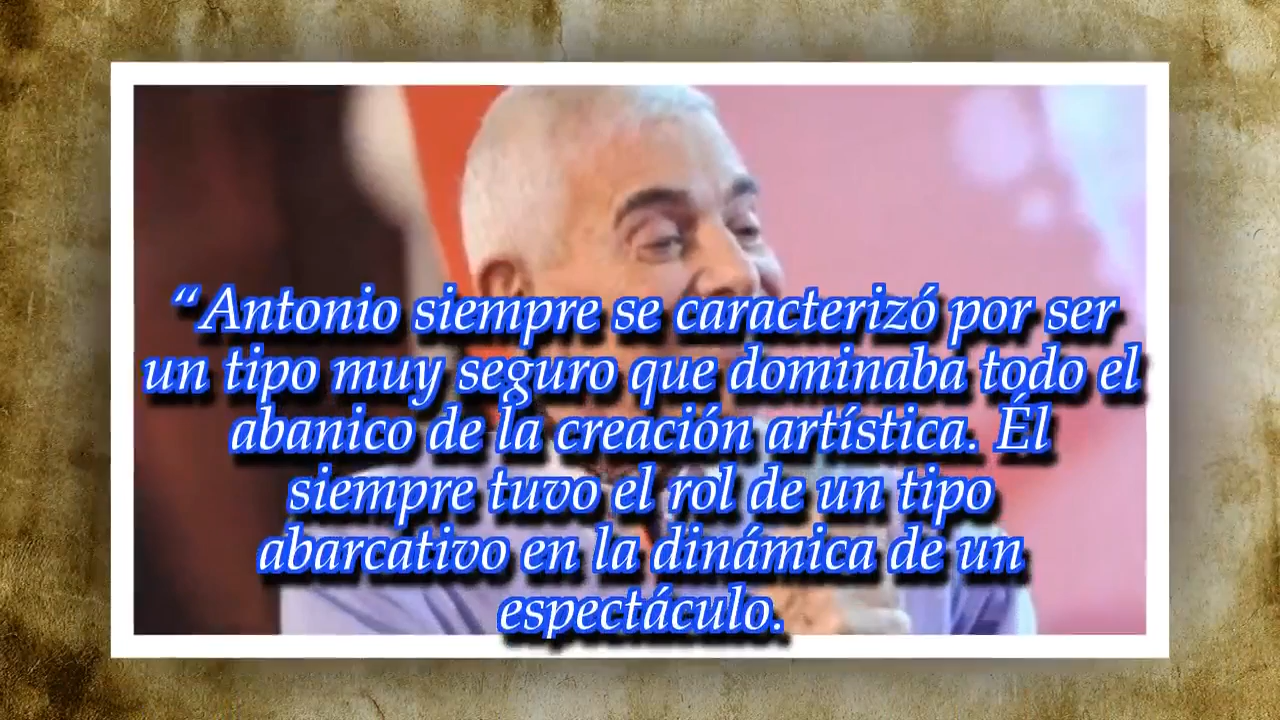 “Antonio siempre se caracterizó por ser
un tipo muy seguro que dominaba todo el
abanico de la creación artística. Él
siempre tuvo el rol de un tipo
abarcativo en la dinámica de un
espectáculo.